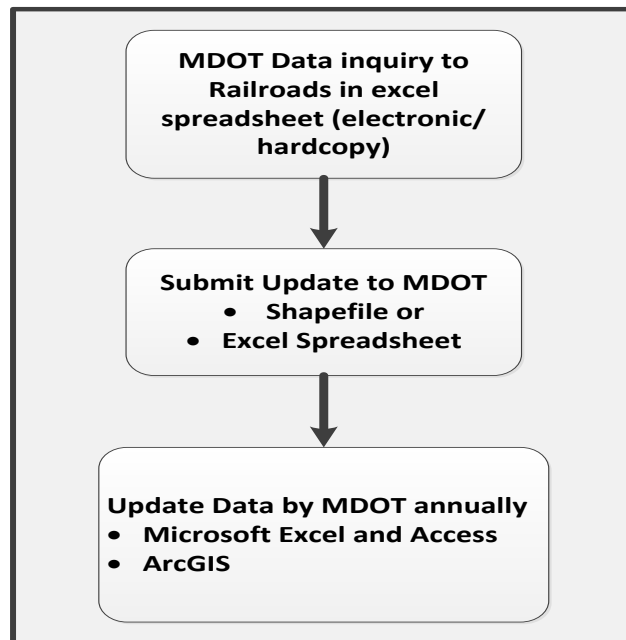 MDOT Data inquiry to
Railroads in excel
spreadsheet (electronic/
hardcopy)
Submit Update to MDOT
• Shapefile or
• Excel Spreadsheet
Update Data by MDOT annually
• Microsoft Excel and Access
• ArcGIS